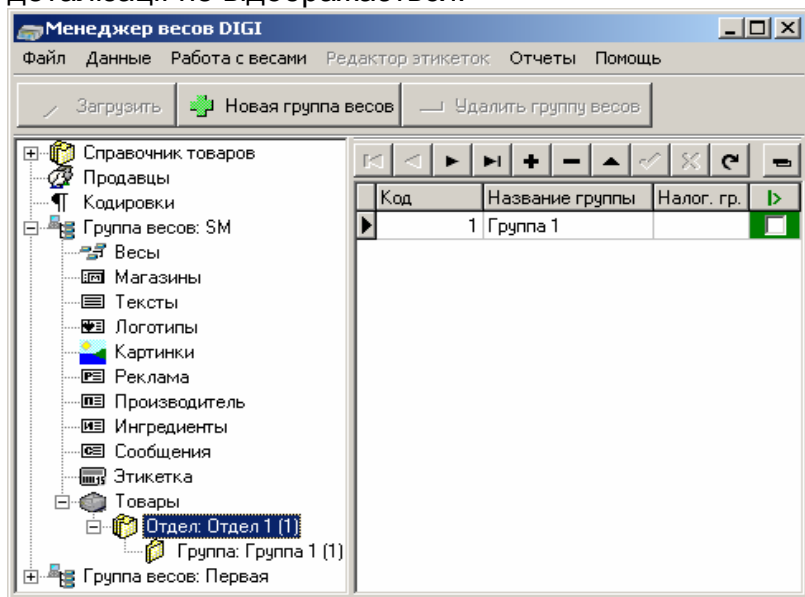 Менеджер весов DIGI
Файл Данные Работа с весами Редактор этикеток Отчеты Помощь
Загрузить Новая группа весов Удалить группу весов
Справочник товаров
Продавцы
Кодировки
Группа весов: SM
Весы
Магазины
Тексты
Логотипы
Картинки
Реклама
Производитель
Ингредиенты
Сообщения
Этикетка
Товары
Отдел: Отдел 1 (1)
Группа: Группа 1 (1)
Группа весов: Первая
Код Название группы Налог. гр.
1 Группа 1